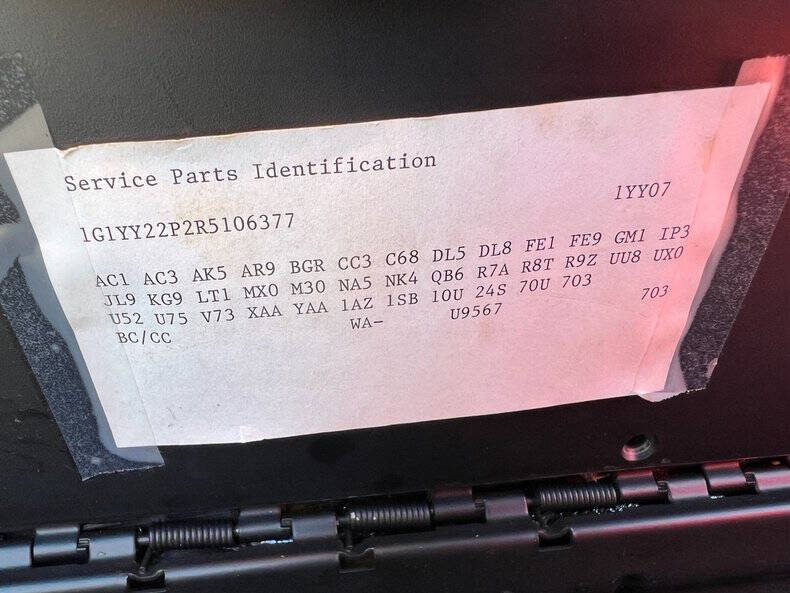 Service Parts Identification
1YY07
1G1YY22P2R5106377
AC1 AC3 AK5 AR9 BGR CC3 C68 DL5 DL8 FE1 FE9 GM1 IP3
JL9 KG9 LT1 MX0 M30 NA5 NK4 QB6 R7A R8T R9Z UU8 UX0
U52 U75 V73 XAA YAA 1AZ 1SB 10U 24S 70U 703
BC/CC WA- U9567 703